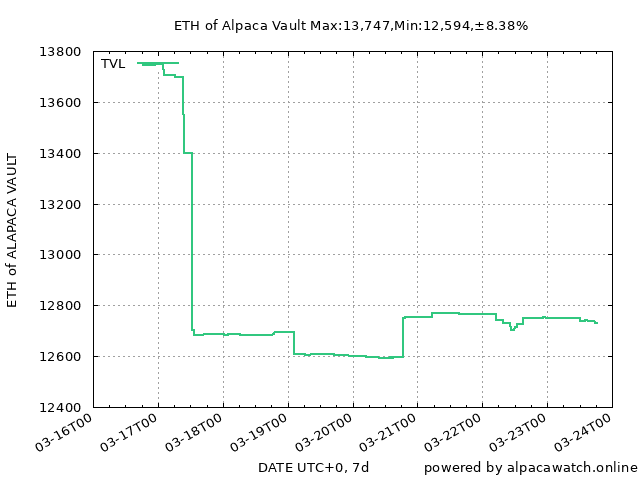 ETH of Alpaca Vault Max:13,747,Min:12,594,±8.38%
TVL
13800
13600
13400
13200
13000
12800
12600
12400
ETH of ALAPACA VAULT
03-16T00
03-17T00
03-18T00
03-19T00
03-20T00
03-21T00
03-22T00
03-23T00
03-24T00
DATE UTC+0, 7d
powered by alpacawatch.online